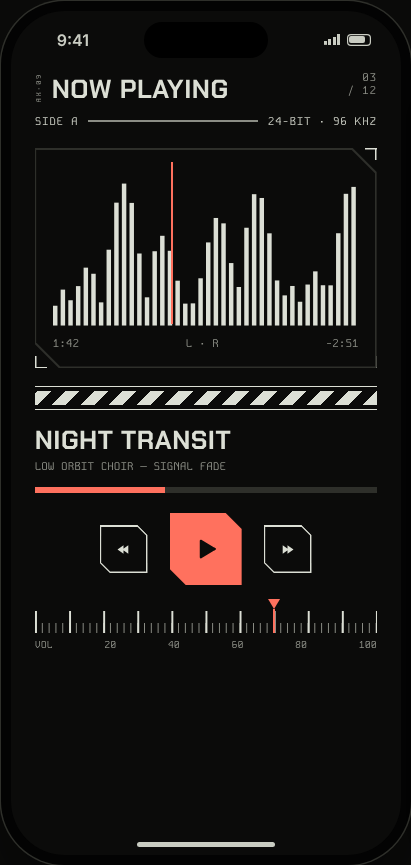 9:41
RK·09
NOW PLAYING
03
/ 12
SIDE A
24-BIT · 96 KHZ
1:42
L · R
-2:51
NIGHT TRANSIT
LOW ORBIT CHOIR — SIGNAL FADE
VOL 20 40 60 80 100